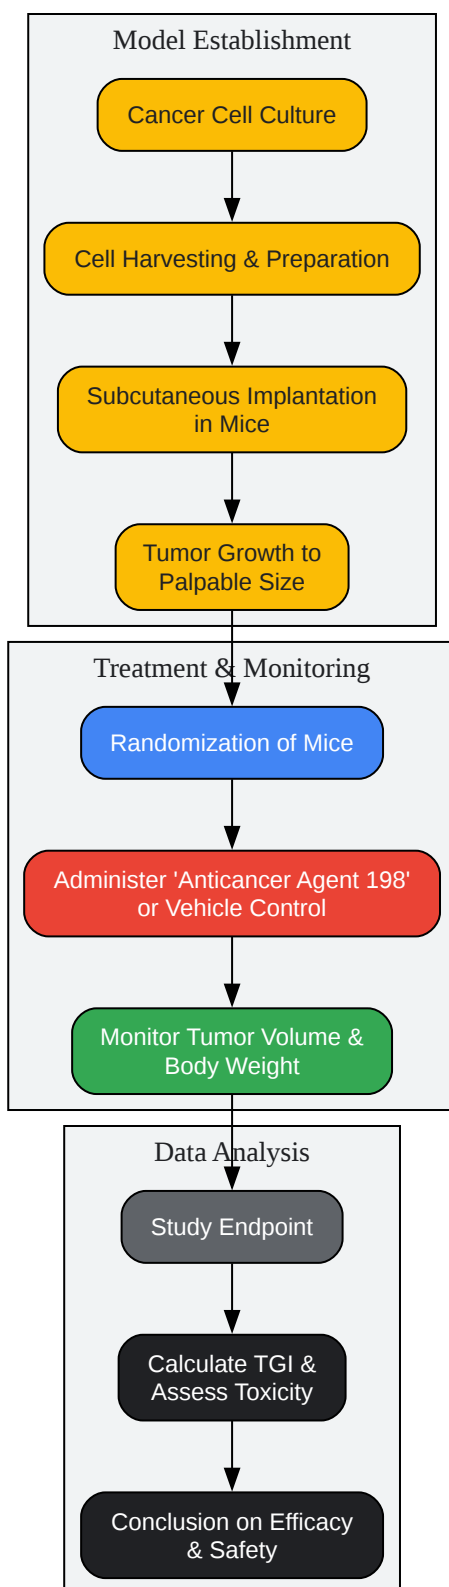 Model Establishment
Cancer Cell Culture
Cell Harvesting & Preparation
Subcutaneous Implantation
in Mice
Tumor Growth to
Palpable Size
Treatment & Monitoring
Randomization of Mice
Administer 'Anticancer Agent 198'
or Vehicle Control
Monitor Tumor Volume &
Body Weight
Data Analysis
Study Endpoint
Calculate TGI &
Assess Toxicity
Conclusion on Efficacy
& Safety